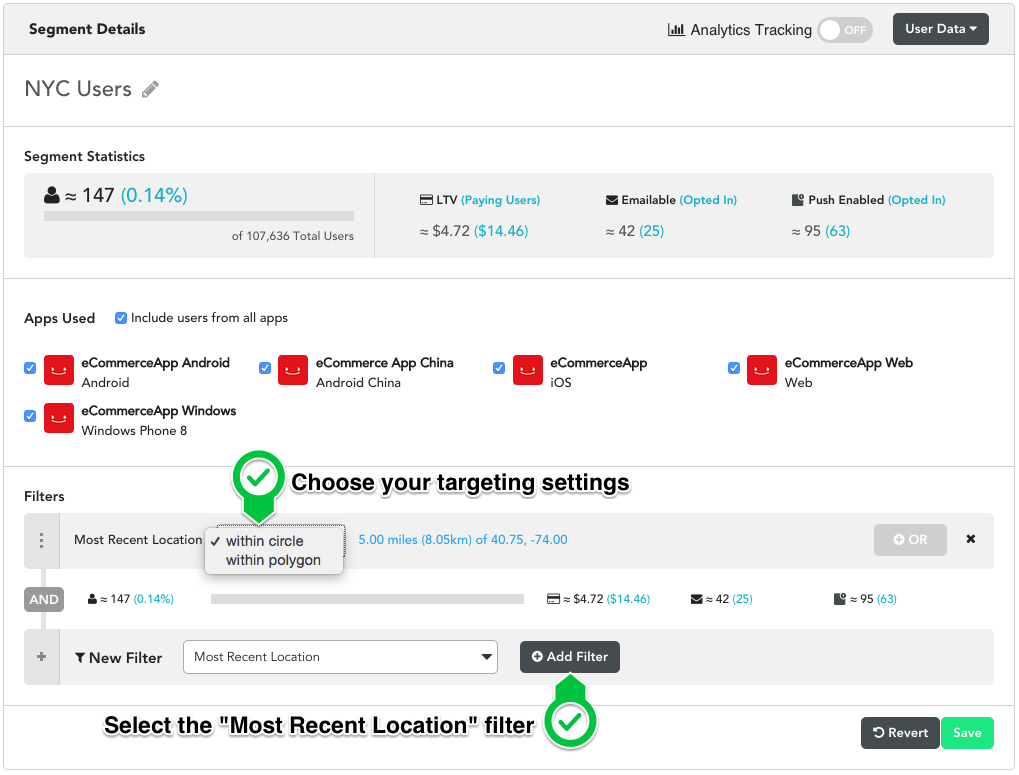 Segment Details
Analytics Tracking OFF User Data
NYC Users
Segment Statistics
≈ 147 (0.14%)
of 107,636 Total Users
LTV (Paying Users)
≈ $4.72 ($14.46)
Emailable (Opted In)
≈ 42 (25)
Push Enabled (Opted In)
≈ 95 (63)
Apps Used Include users from all apps
eCommerceApp Android
Android
eCommerce App China
Android China
eCommerceApp
iOS
eCommerceApp Web
Web
eCommerceApp Windows
Windows Phone 8
Choose your targeting settings
Filters
Most Recent Location
within circle
within polygon
5.00 miles (8.05km) of 40.75, -74.00
OR
AND ≈ 147 (0.14%) ≈ $4.72 ($14.46) ≈ 42 (25) ≈ 95 (63)
New Filter Most Recent Location Add Filter
Select the "Most Recent Location" filter
Revert Save